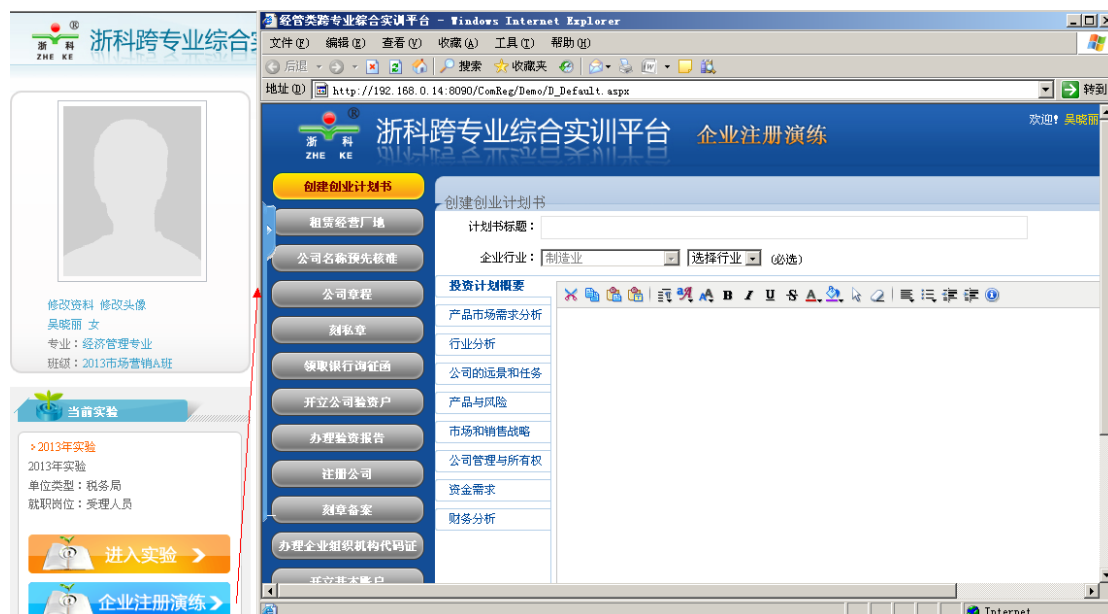 浙 科
ZHE KE
浙科跨专业综合
修改资料 修改头像
吴晓丽 女
专业：经济管理专业
班级：2013市场营销A班
当前实验
>2013年实验
2013年实验
单位类型：税务局
就职岗位：受理人员
进入实验
企业注册演练
经管类跨专业综合实训平台 - Windows Internet Explorer
文件(F) 编辑(E) 查看(V) 收藏(A) 工具(T) 帮助(H)
后退 搜索 收藏夹
地址(D) http://192.168.0.14:8090/ComReg/Demo/D_Default.aspx 转到
浙 科
ZHE KE
浙科跨专业综合实训平台 企业注册演练
欢迎！吴晓丽
创建创业计划书
租赁经营厂地
公司名称预先核准
公司章程
刻私章
领取银行询征函
开立公司验资户
办理验资报告
注册公司
刻章备案
办理企业组织机构代码证
开立基本账户
创建创业计划书
计划书标题：
企业行业： 制造业 选择行业 (必选)
投资计划概要
产品市场需求分析
行业分析
公司的远景和任务
产品与风险
市场和销售战略
公司管理与所有权
资金需求
财务分析
Internet